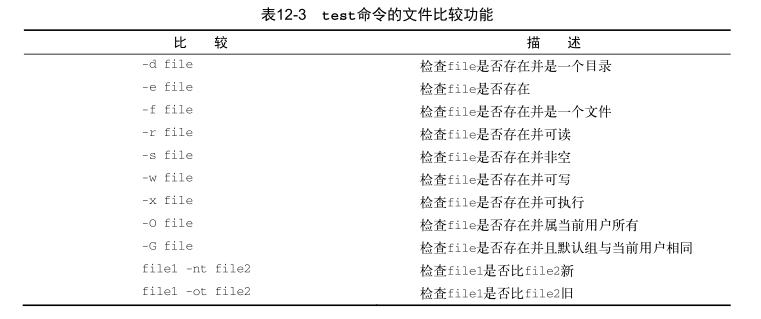 表12-3 test命令的文件比较功能
比 较 描 述
-d file 检查file是否存在并是一个目录
-e file 检查file是否存在
-f file 检查file是否存在并是一个文件
-r file 检查file是否存在并可读
-s file 检查file是否存在并非空
-w file 检查file是否存在并可写
-x file 检查file是否存在并可执行
-O file 检查file是否存在并属当前用户所有
-G file 检查file是否存在并且默认组与当前用户相同
file1 -nt file2 检查file1是否比file2新
file1 -ot file2 检查file1是否比file2旧